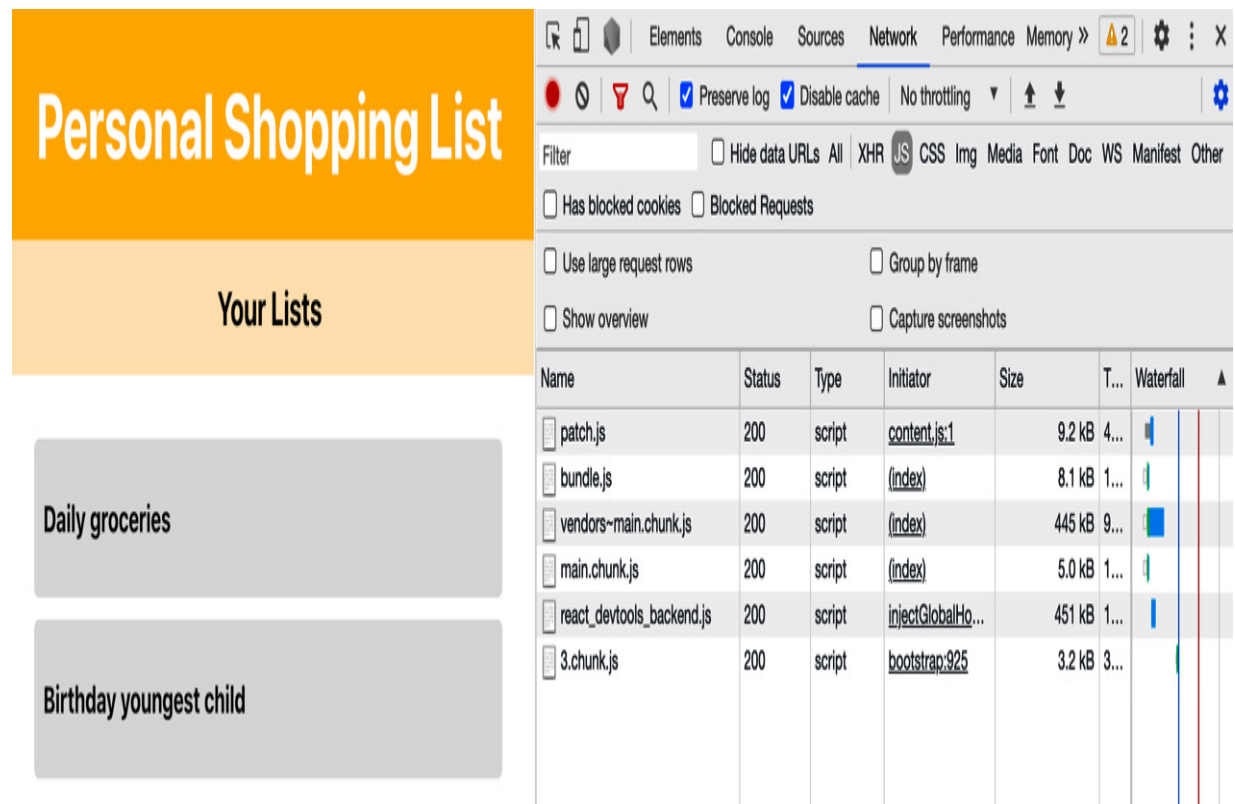 Personal Shopping List
Your Lists
Daily groceries
Birthday youngest child
Elements Console Sources Network Performance Memory » 2
Preserve log Disable cache No throttling
Filter Hide data URLs All XHR JS CSS Img Media Font Doc WS Manifest Other
Has blocked cookies Blocked Requests
Use large request rows Group by frame
Show overview Capture screenshots
Name Status Type Initiator Size T... Waterfall
patch.js 200 script content.js:1 9.2 kB 4...
bundle.js 200 script (index) 8.1 kB 1...
vendors~main.chunk.js 200 script (index) 445 kB 9...
main.chunk.js 200 script (index) 5.0 kB 1...
react_devtools_backend.js 200 script injectGlobalHo... 451 kB 1...
3.chunk.js 200 script bootstrap:925 3.2 kB 3...